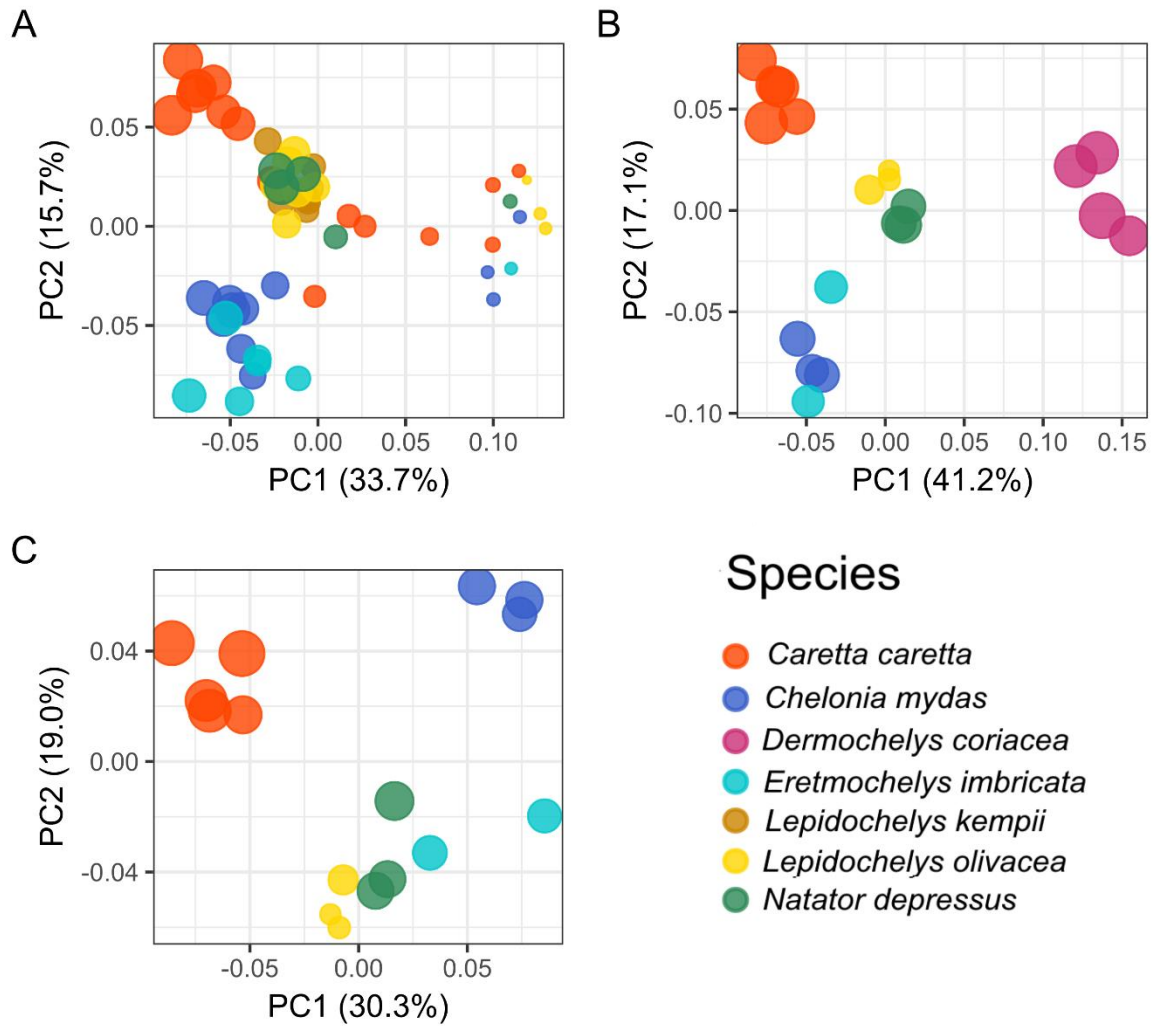 A
PC2 (15.7%)
0.05
0.00
-0.05
-0.05 0.00 0.05 0.10
PC1 (33.7%)
B
PC2 (17.1%)
0.05
0.00
-0.05
-0.10
-0.05 0.00 0.05 0.10 0.15
PC1 (41.2%)
C
PC2 (19.0%)
0.04
0.00
-0.04
-0.05 0.00 0.05
PC1 (30.3%)
Species
Caretta caretta
Chelonia mydas
Dermochelys coriacea
Eretmochelys imbricata
Lepidochelys kempii
Lepidochelys olivacea
Natator depressus